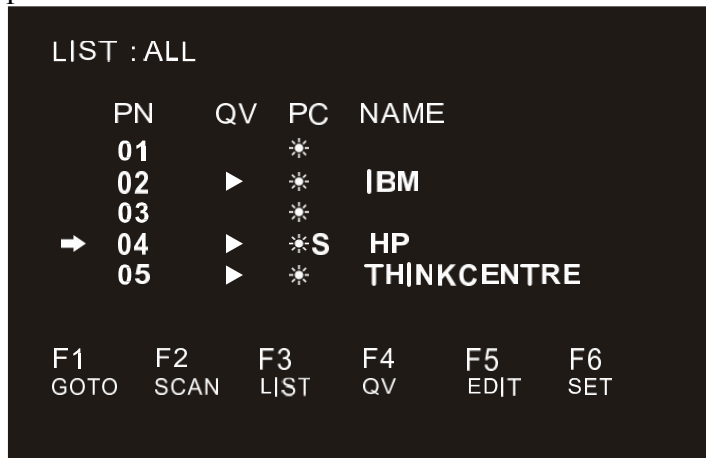 LIST : ALL
PN QV PC NAME
01 ☀
02 ▶ ☀ IBM
03 ☀
➡ 04 ▶ ☀S HP
05 ▶ ☀ THINKCENTRE
F1 F2 F3 F4 F5 F6
GOTO SCAN LIST QV EDIT SET